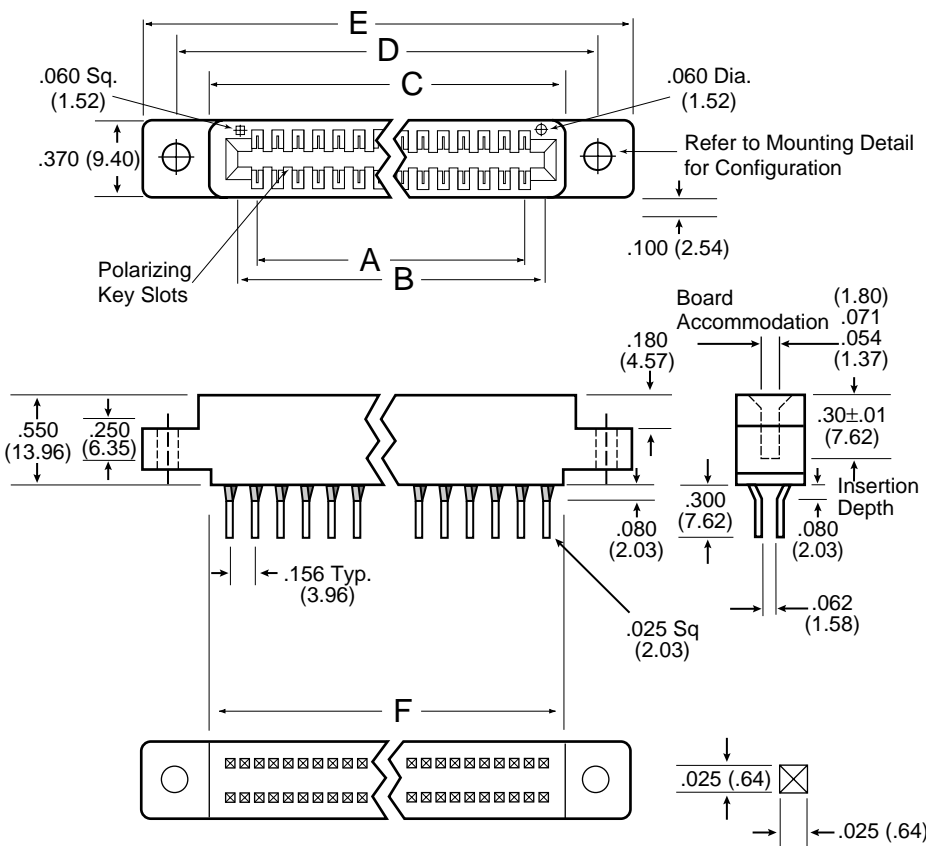 E
D
.060 Sq.
(1.52)
C
.060 Dia.
(1.52)
.370 (9.40)
Refer to Mounting Detail
for Configuration
.100 (2.54)
A
B
Polarizing
Key Slots
Board
Accommodation
(1.80)
.071
.054
(1.37)
.180
(4.57)
.550
(13.96)
.250
(6.35)
.30±.01
(7.62)
Insertion
Depth
.080
(2.03)
.300
(7.62)
.080
(2.03)
.156 Typ.
(3.96)
.025 Sq
(2.03)
.062
(1.58)
F
.025 (.64)
.025 (.64)